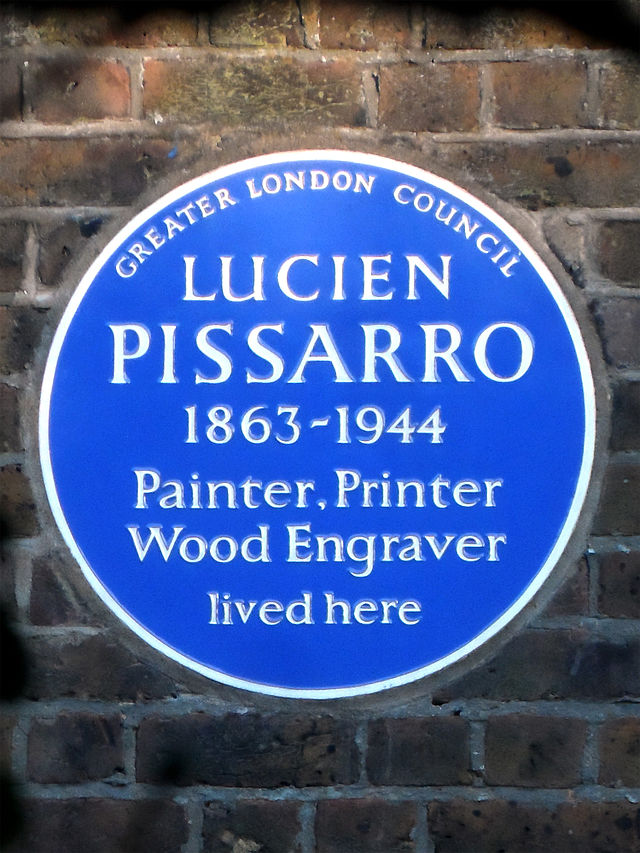 GREATER LONDON COUNCIL
LUCIEN
PISSARRO
1863-1944
Painter, Printer
Wood Engraver
lived here